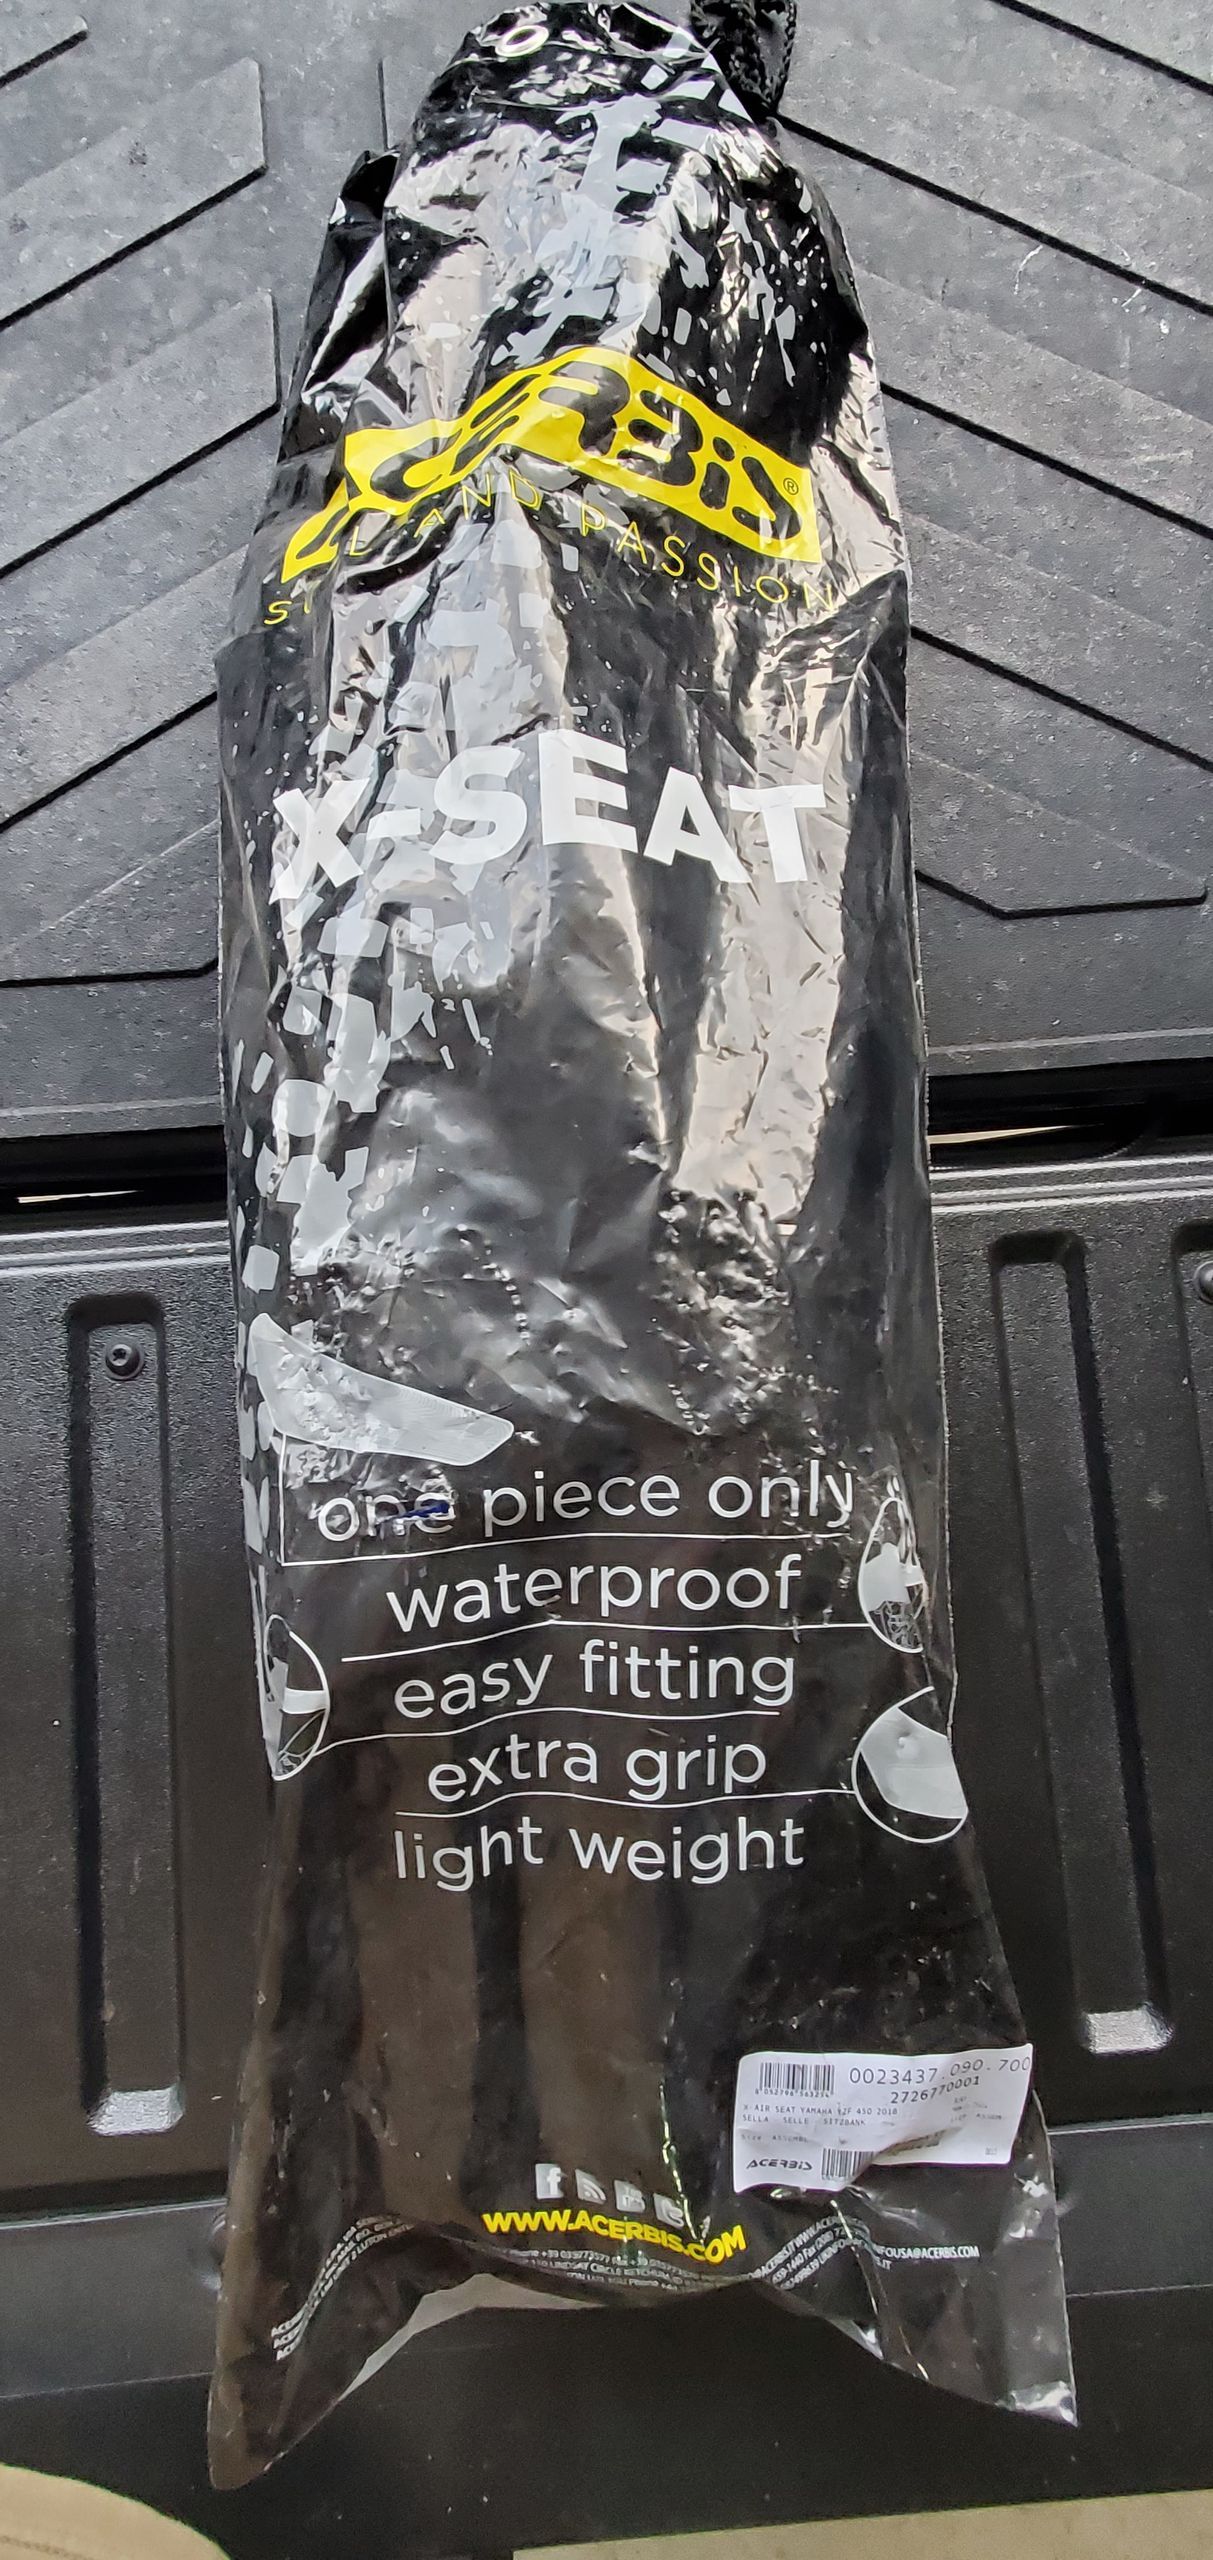 ACERBIS®
AND PASSION
X-SEAT
one piece only
waterproof
easy fitting
extra grip
light weight
0023437.090.700
2726770001
X-AIR SEAT YAMAHA YZF 450 2018
SELLA SELLE SITZBANK
ACERBIS
WWW.ACERBIS.COM